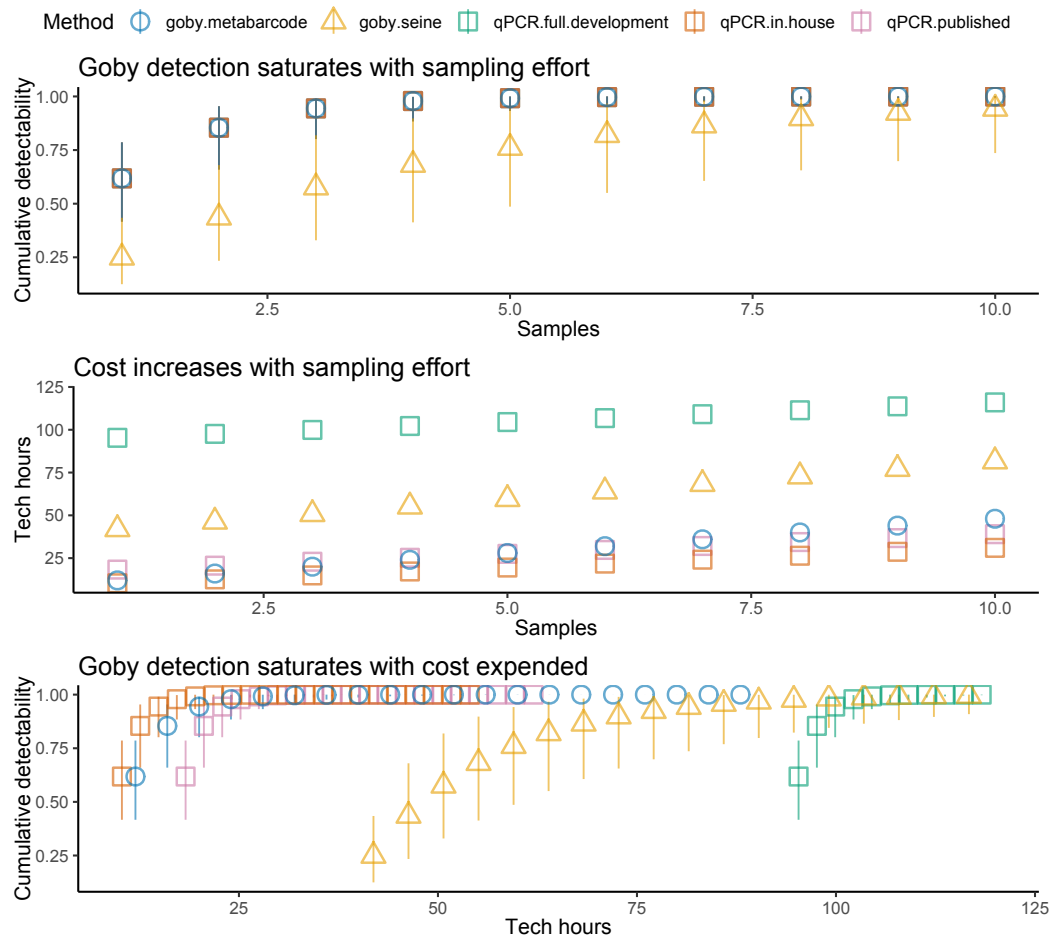 Method goby.metabarcode goby.seine qPCR.full.development qPCR.in.house qPCR.published
Goby detection saturates with sampling effort
Cumulative detectability
1.00
0.75
0.50
0.25
2.5 5.0 7.5 10.0
Samples
Cost increases with sampling effort
Tech hours
125
100
75
50
25
2.5 5.0 7.5 10.0
Samples
Goby detection saturates with cost expended
Cumulative detectability
1.00
0.75
0.50
0.25
25 50 75 100 125
Tech hours